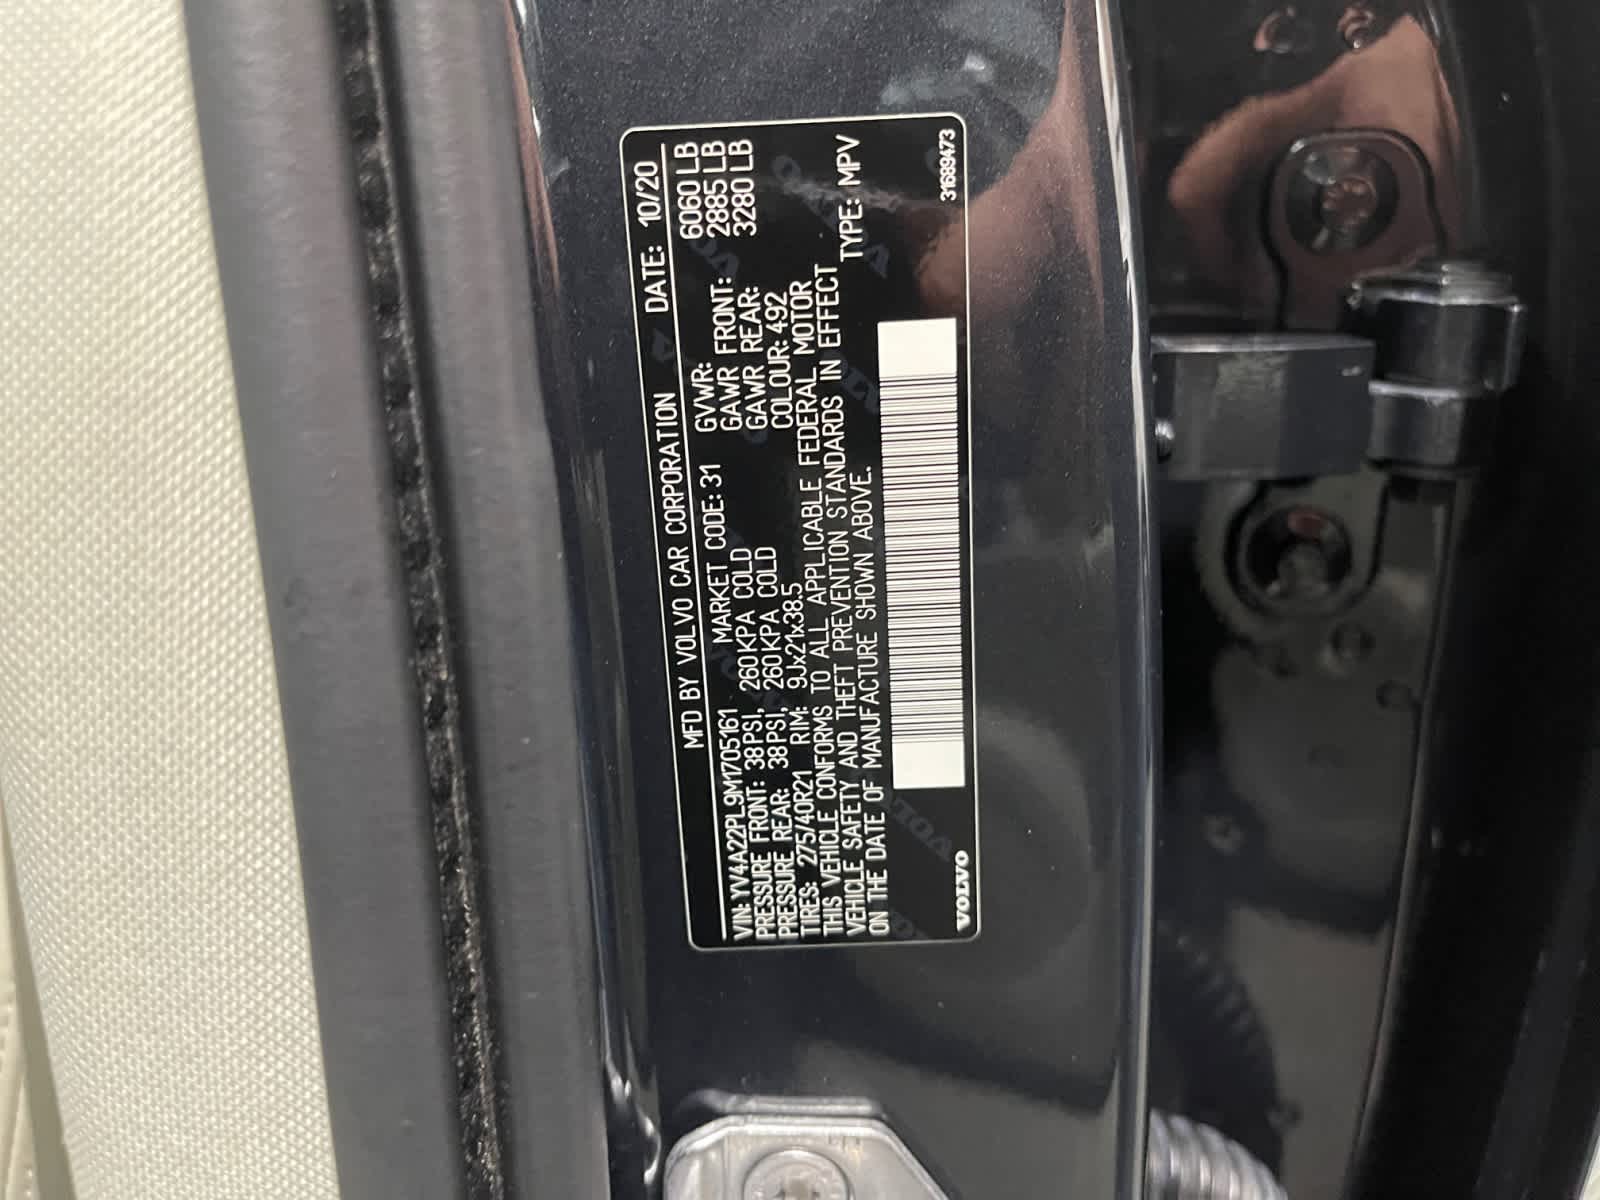 MFD BY VOLVO CAR CORPORATION DATE: 10/20
VIN: YV4A22PL9M1705161 MARKET CODE: 31 GVWR: 6060 LB
PRESSURE FRONT: 38PSI, 260KPA COLD GAWR FRONT: 2885 LB
PRESSURE REAR: 38PSI, 260KPA COLD GAWR REAR: 3280 LB
TIRES: 275/40R21 RIM: 9Jx21x38.5 COLOUR: 492
THIS VEHICLE CONFORMS TO ALL APPLICABLE FEDERAL MOTOR
VEHICLE SAFETY AND THEFT PREVENTION STANDARDS IN EFFECT
ON THE DATE OF MANUFACTURE SHOWN ABOVE. TYPE: MPV
VOLVO 31689473